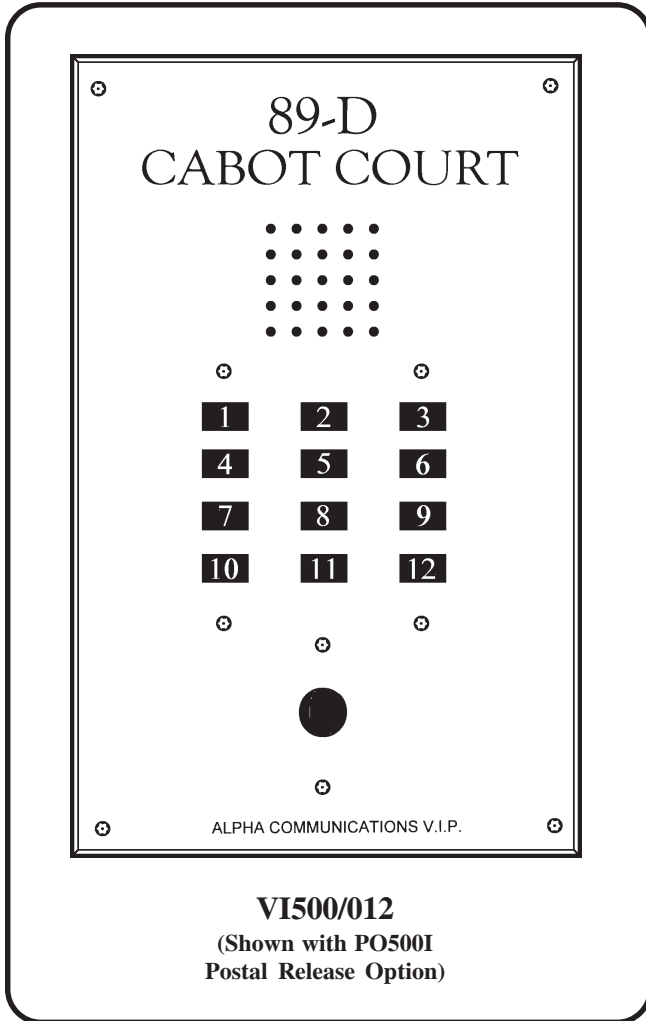 89-D
CABOT COURT
1 2 3
4 5 6
7 8 9
10 11 12
ALPHA COMMUNICATIONS V.I.P.
VI500/012
(Shown with PO500I
Postal Release Option)